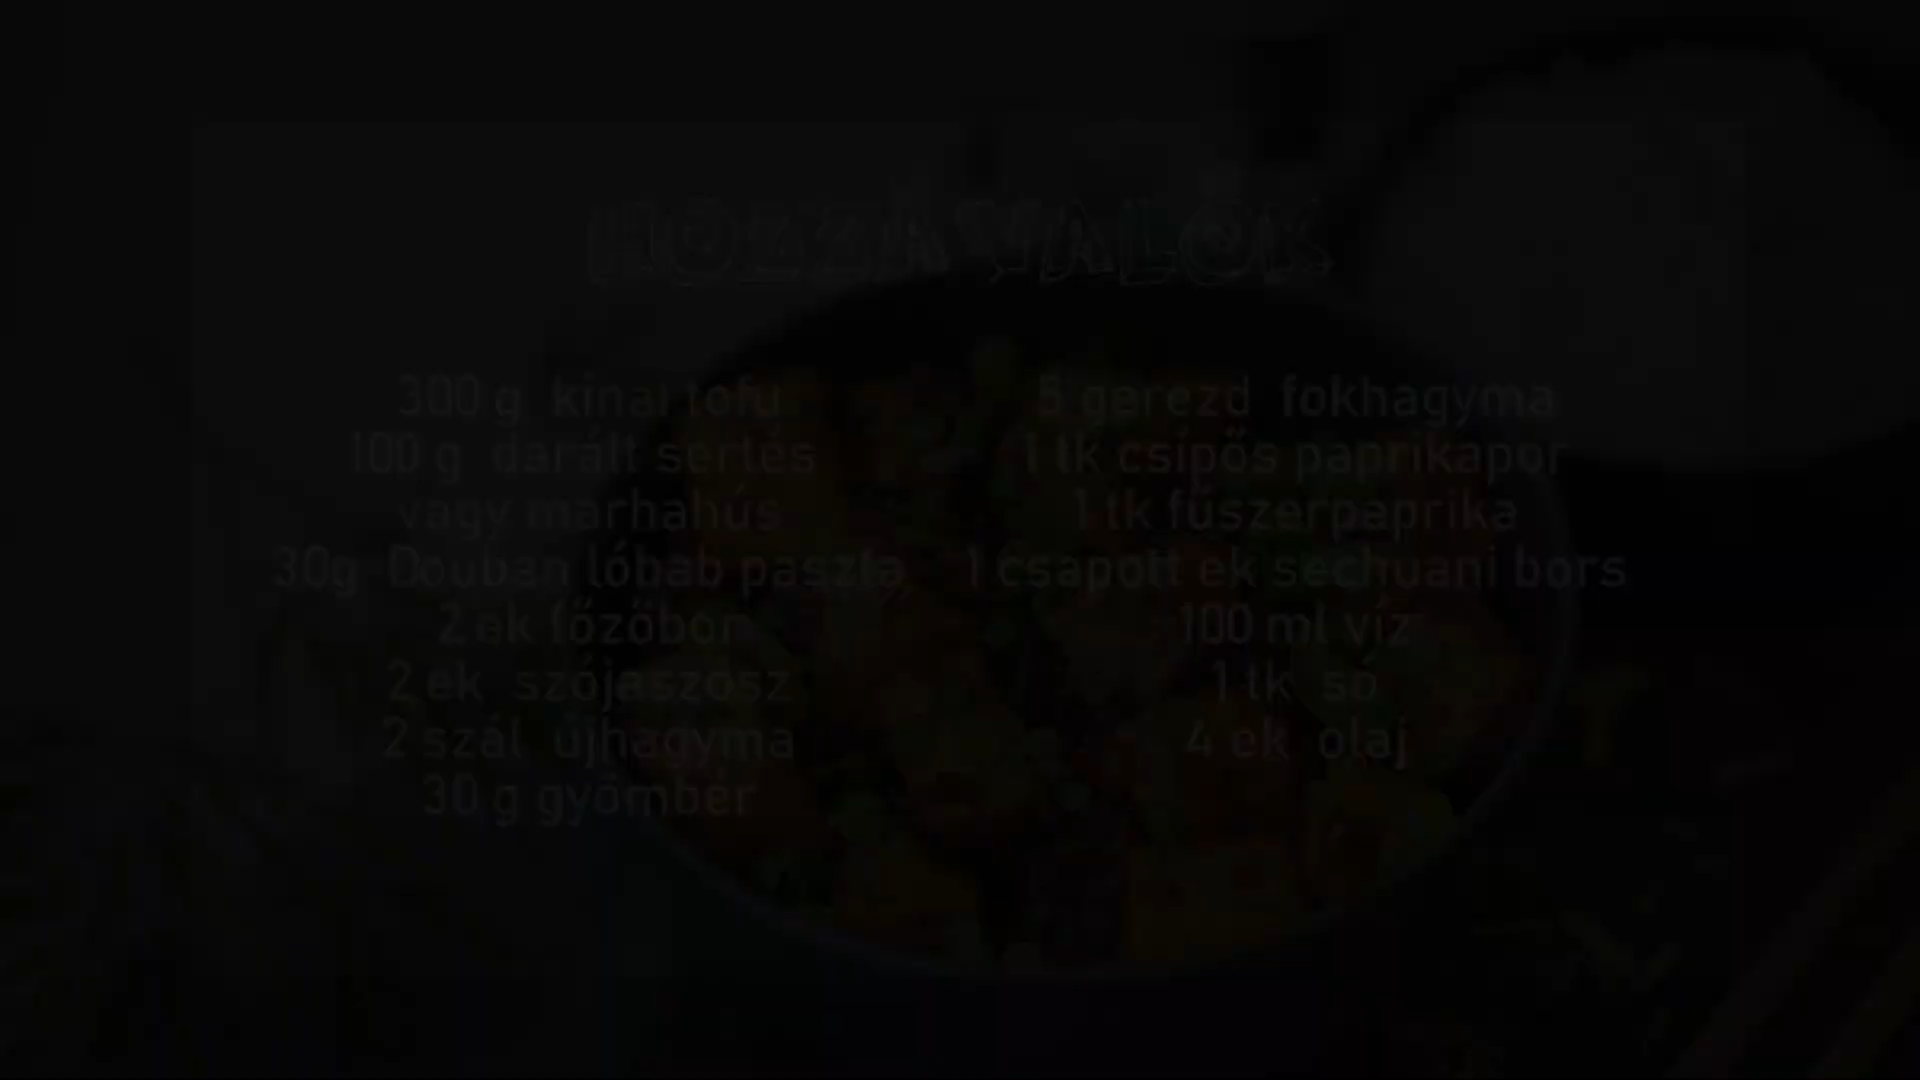 HOZZÁVALÓK
300 g kínai tofu
100 g darált sertés
vagy marhahús
30g Douban lóbab paszta
2 ek főzőbor
2 ek szójaszósz
2 szál újhagyma
30 g gyömbér
5 gerezd fokhagyma
1 tk csípős paprikapor
1 tk fűszerpaprika
1 csapott ek sechuani bors
100 ml víz
1 tk só
4 ek olaj